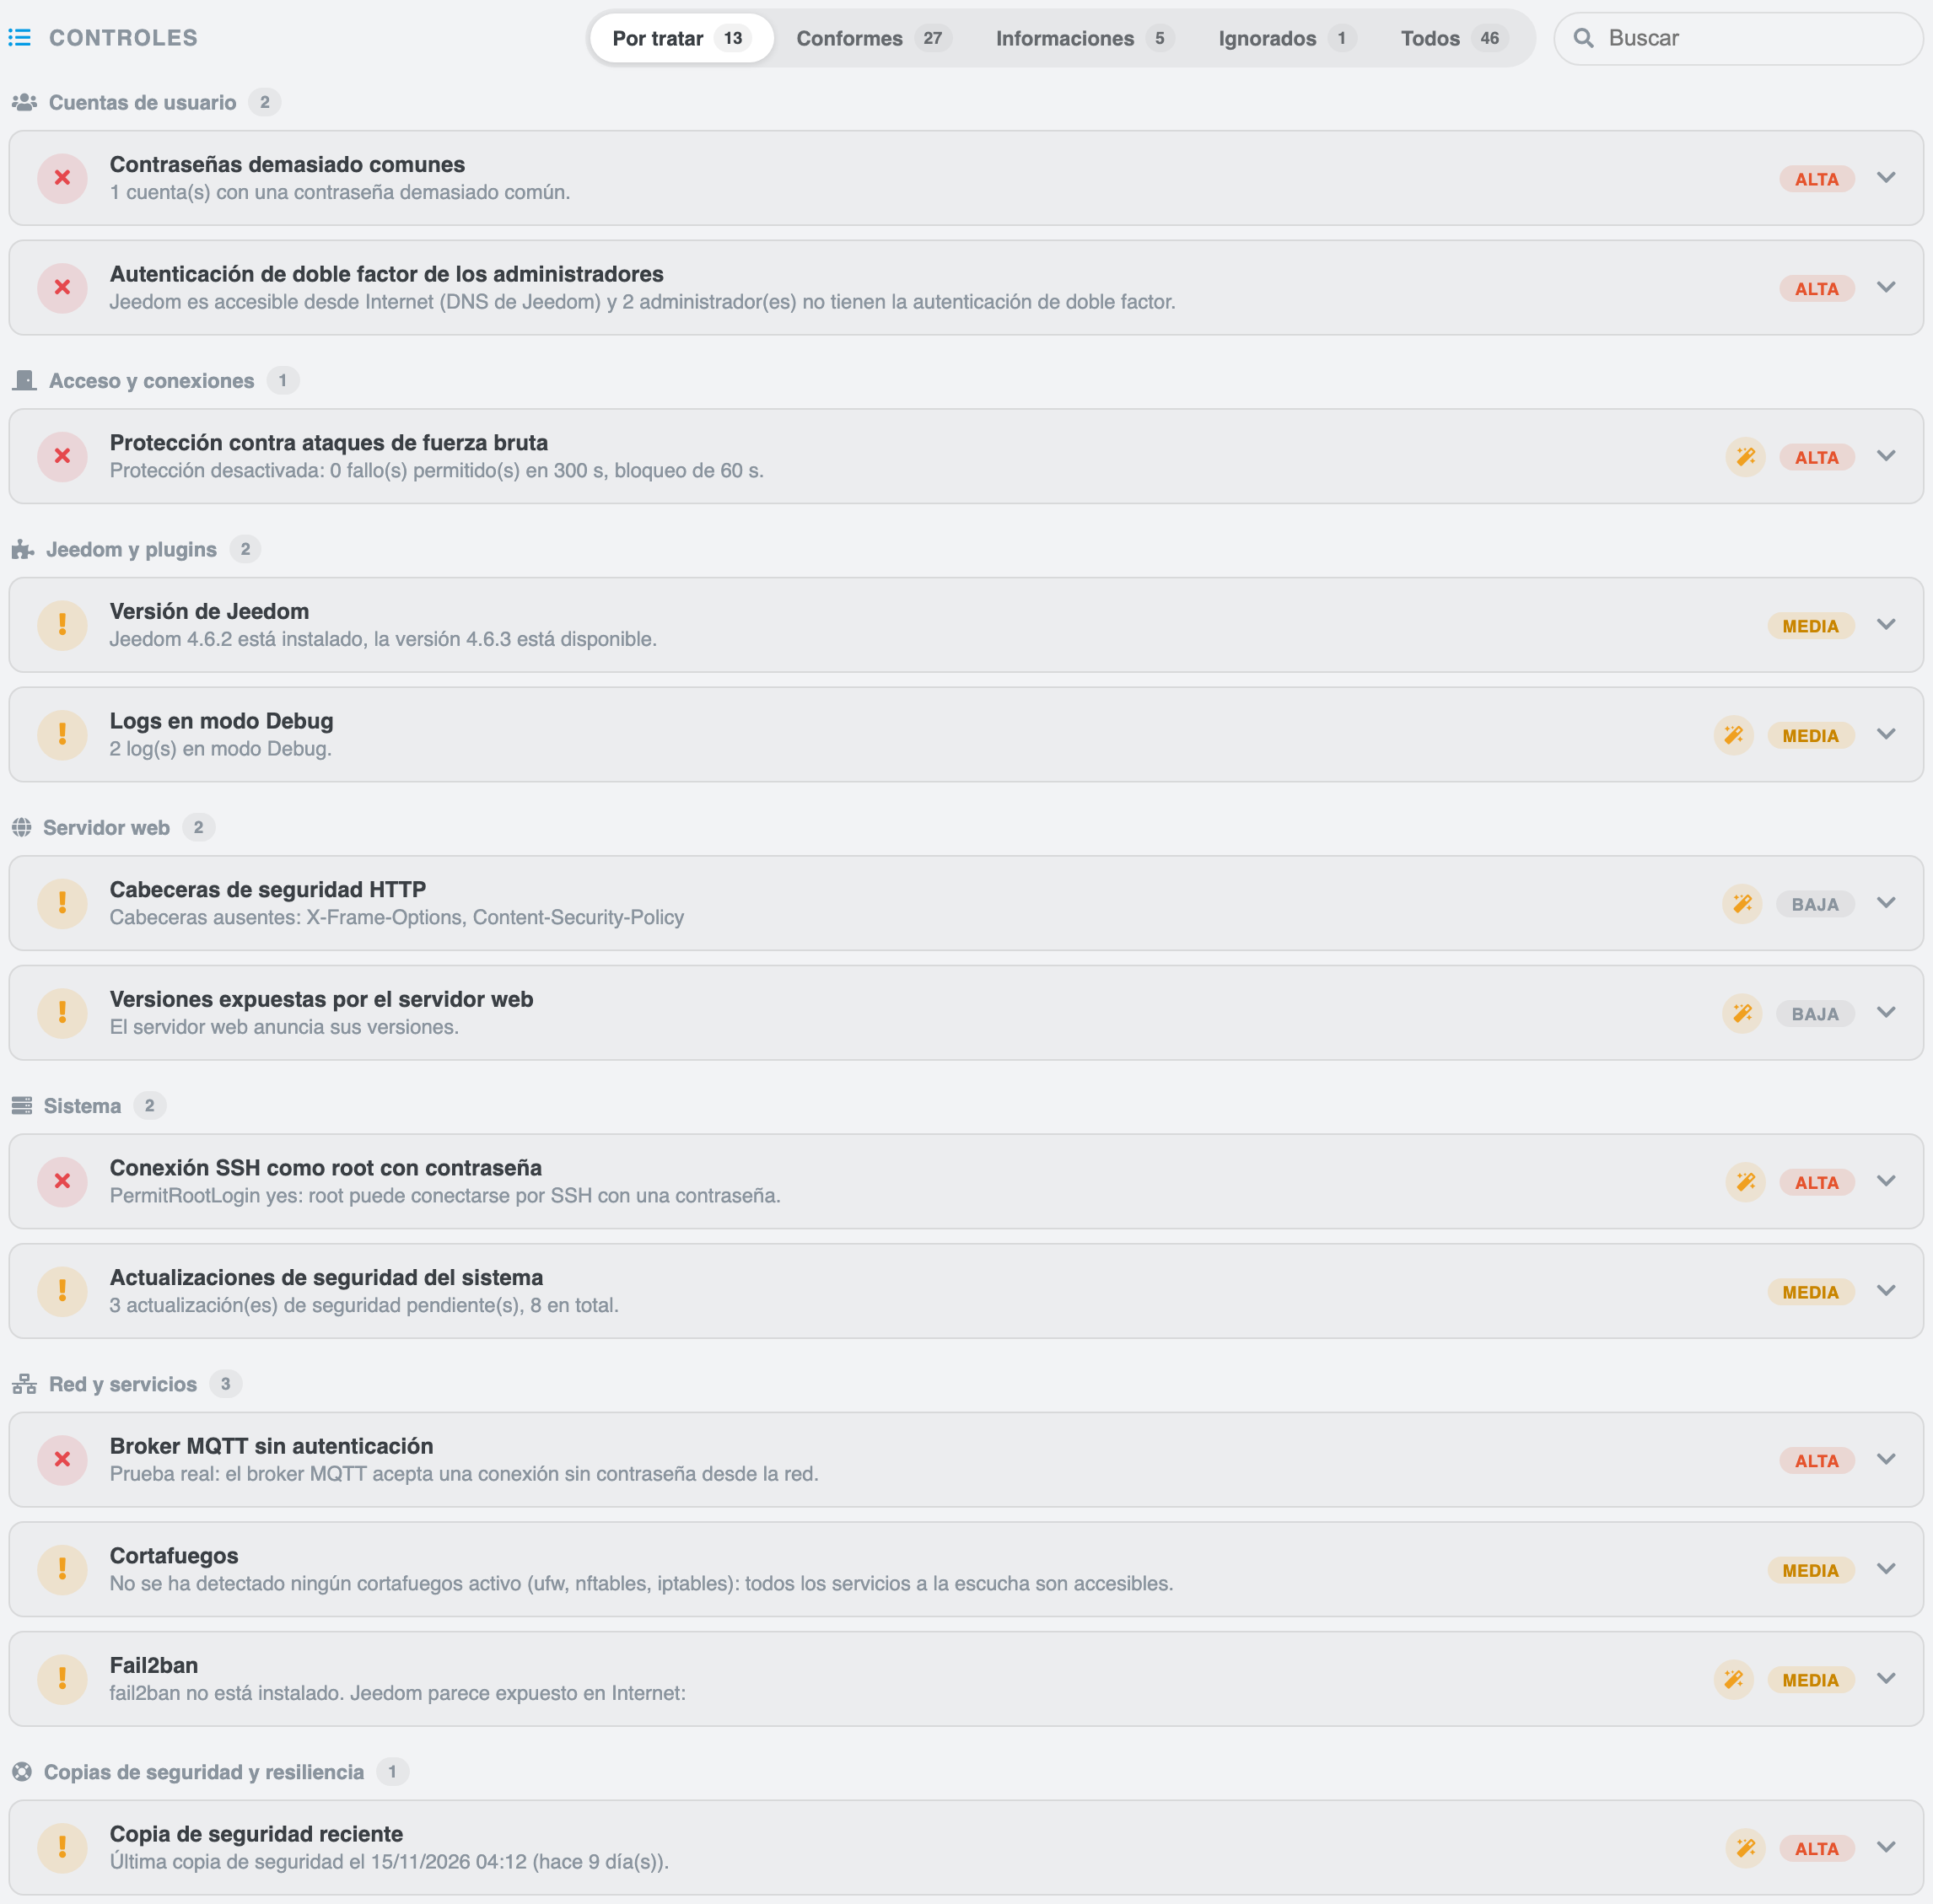 CONTROLES
Por tratar 13 Conformes 27 Informaciones 5 Ignorados 1 Todos 46 Buscar
Cuentas de usuario 2
Contraseñas demasiado comunes
1 cuenta(s) con una contraseña demasiado común.
ALTA
Autenticación de doble factor de los administradores
Jeedom es accesible desde Internet (DNS de Jeedom) y 2 administrador(es) no tienen la autenticación de doble factor.
ALTA
Acceso y conexiones 1
Protección contra ataques de fuerza bruta
Protección desactivada: 0 fallo(s) permitido(s) en 300 s, bloqueo de 60 s.
ALTA
Jeedom y plugins 2
Versión de Jeedom
Jeedom 4.6.2 está instalado, la versión 4.6.3 está disponible.
MEDIA
Logs en modo Debug
2 log(s) en modo Debug.
MEDIA
Servidor web 2
Cabeceras de seguridad HTTP
Cabeceras ausentes: X-Frame-Options, Content-Security-Policy
BAJA
Versiones expuestas por el servidor web
El servidor web anuncia sus versiones.
BAJA
Sistema 2
Conexión SSH como root con contraseña
PermitRootLogin yes: root puede conectarse por SSH con una contraseña.
ALTA
Actualizaciones de seguridad del sistema
3 actualización(es) de seguridad pendiente(s), 8 en total.
MEDIA
Red y servicios 3
Broker MQTT sin autenticación
Prueba real: el broker MQTT acepta una conexión sin contraseña desde la red.
ALTA
Cortafuegos
No se ha detectado ningún cortafuegos activo (ufw, nftables, iptables): todos los servicios a la escucha son accesibles.
MEDIA
Fail2ban
fail2ban no está instalado. Jeedom parece expuesto en Internet:
MEDIA
Copias de seguridad y resiliencia 1
Copia de seguridad reciente
Última copia de seguridad el 15/11/2026 04:12 (hace 9 día(s)).
ALTA